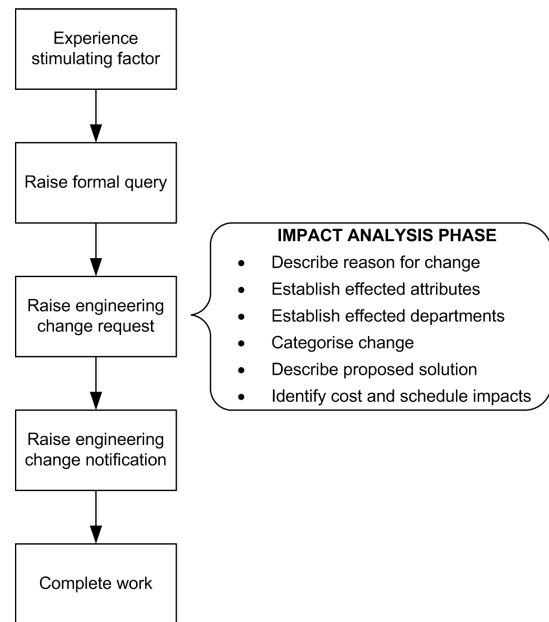 Experience
stimulating factor
Raise formal query
IMPACT ANALYSIS PHASE
• Describe reason for change
• Establish effected attributes
• Establish effected departments
• Categorise change
• Describe proposed solution
• Identify cost and schedule impacts
Raise engineering
change request
Raise engineering
change notification
Complete work